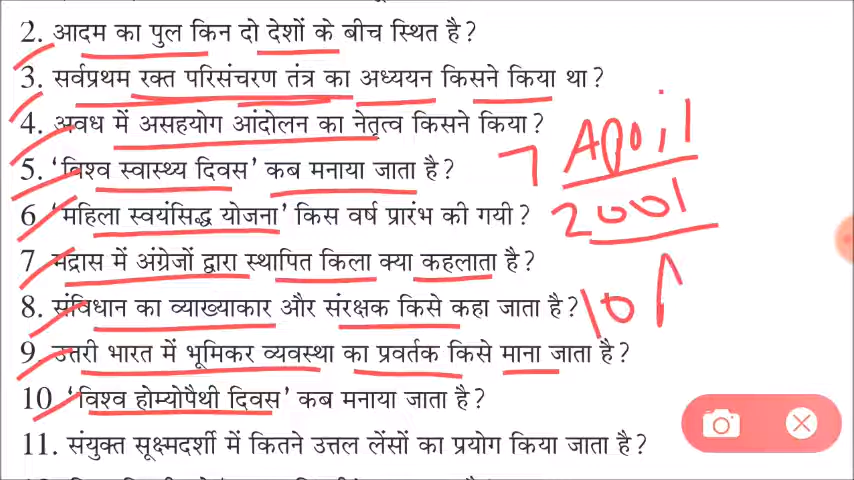 2. आदम का पुल किन दो देशों के बीच स्थित है?
3. सर्वप्रथम रक्त परिसंचरण तंत्र का अध्ययन किसने किया था?
4. अवध में असहयोग आंदोलन का नेतृत्व किसने किया?
5. 'विश्व स्वास्थ्य दिवस' कब मनाया जाता है?
7 April
6. 'महिला स्वयंसिद्ध योजना' किस वर्ष प्रारंभ की गयी?
2001
7. मद्रास में अंग्रेजों द्वारा स्थापित किला क्या कहलाता है?
8. संविधान का व्याख्याकार और संरक्षक किसे कहा जाता है?
10
9. उत्तरी भारत में भूमिकर व्यवस्था का प्रवर्तक किसे माना जाता है?
10. 'विश्व होम्योपैथी दिवस' कब मनाया जाता है?
11. संयुक्त सूक्ष्मदर्शी में कितने उत्तल लेंसों का प्रयोग किया जाता है?